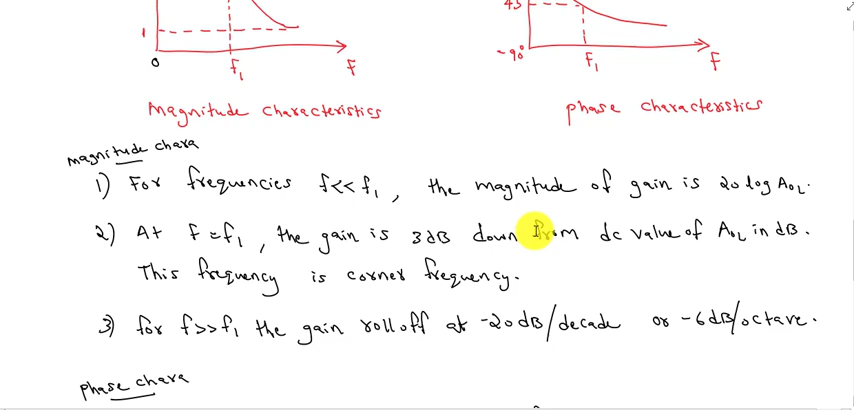 45
1
-90°
0
f1
f
f1
f
Magnitude characteristics
phase characteristics
magnitude chara
1) For frequencies f<<f1, the magnitude of gain is 20 log AOL.
2) At f=f1, the gain is 3dB down from dc value of AOL in dB.
This frequency is corner frequency.
3) for f>>f1 the gain rolloff at -20dB/decade or -6dB/octave.
phase chara